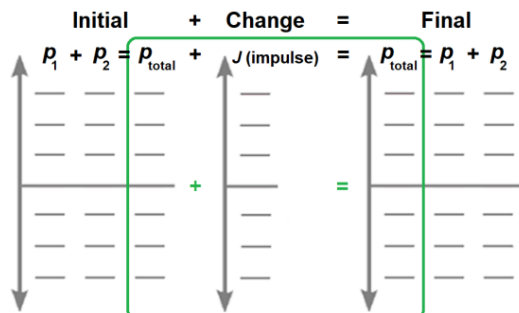 Initial + Change = Final
p1 + p2 = ptotal + J (impulse) = ptotal = p1 + p2
+ =